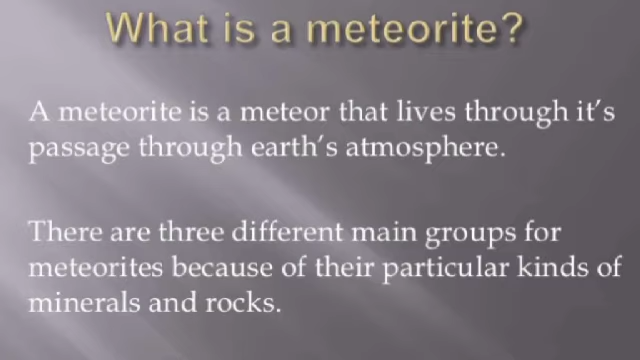 What is a meteorite?
A meteorite is a meteor that lives through it's
passage through earth's atmosphere.
There are three different main groups for
meteorites because of their particular kinds of
minerals and rocks.